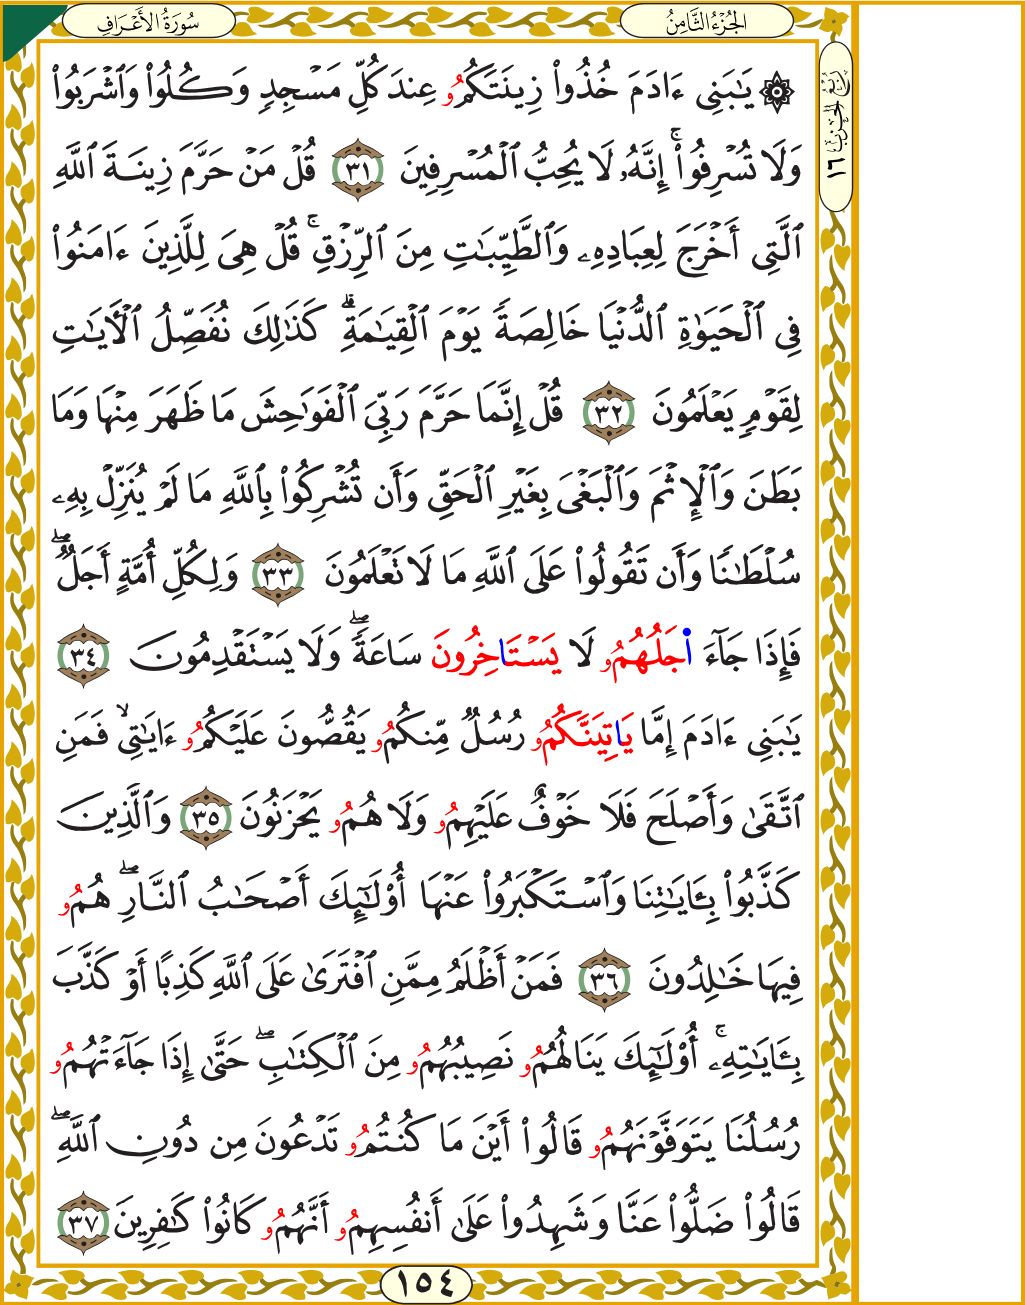 سُورَةُ الأَعْرَافِ
الجُزْءُ الثَّامِنُ
رُبْعُ الحِزْبِ ١٦
۞ يَٰبَنِىٓ ءَادَمَ خُذُواْ زِينَتَكُمُۥ عِندَ كُلِّ مَسْجِدٍ وَكُلُواْ وَٱشْرَبُواْ
وَلَا تُسْرِفُوٓاْۚ إِنَّهُۥ لَا يُحِبُّ ٱلْمُسْرِفِينَ ٣١ قُلْ مَنْ حَرَّمَ زِينَةَ ٱللَّهِ
ٱلَّتِىٓ أَخْرَجَ لِعِبَادِهِۦ وَٱلطَّيِّبَٰتِ مِنَ ٱلرِّزْقِۚ قُلْ هِىَ لِلَّذِينَ ءَامَنُواْ
فِى ٱلْحَيَوٰةِ ٱلدُّنْيَا خَالِصَةً يَوْمَ ٱلْقِيَٰمَةِۗ كَذَٰلِكَ نُفَصِّلُ ٱلْأٓيَٰتِ
لِقَوْمٍ يَعْلَمُونَ ٣٢ قُلْ إِنَّمَا حَرَّمَ رَبِّىَ ٱلْفَوَٰحِشَ مَا ظَهَرَ مِنْهَا وَمَا
بَطَنَ وَٱلْإِثْمَ وَٱلْبَغْىَ بِغَيْرِ ٱلْحَقِّ وَأَن تُشْرِكُواْ بِٱللَّهِ مَا لَمْ يُنَزِّلْ بِهِۦ
سُلْطَٰنًا وَأَن تَقُولُواْ عَلَى ٱللَّهِ مَا لَا تَعْلَمُونَ ٣٣ وَلِكُلِّ أُمَّةٍ أَجَلٌۖ
فَإِذَا جَآءَ اَجَلُهُمُۥ لَا يَسْتَاخِرُونَ سَاعَةًۖ وَلَا يَسْتَقْدِمُونَ ٣٤
يَٰبَنِىٓ ءَادَمَ إِمَّا يَاتِيَنَّكُمُۥ رُسُلٌ مِّنكُمُۥ يَقُصُّونَ عَلَيْكُمُۥ ءَايَٰتِىۙ فَمَنِ
ٱتَّقَىٰ وَأَصْلَحَ فَلَا خَوْفٌ عَلَيْهِمُۥ وَلَا هُمُۥ يَحْزَنُونَ ٣٥ وَٱلَّذِينَ
كَذَّبُواْ بِـَٔايَٰتِنَا وَٱسْتَكْبَرُواْ عَنْهَآ أُوْلَٰٓئِكَ أَصْحَٰبُ ٱلنَّارِۖ هُمُۥ
فِيهَا خَٰلِدُونَ ٣٦ فَمَنْ أَظْلَمُ مِمَّنِ ٱفْتَرَىٰ عَلَى ٱللَّهِ كَذِبًا أَوْ كَذَّبَ
بِـَٔايَٰتِهِۦٓۚ أُوْلَٰٓئِكَ يَنَالُهُمُۥ نَصِيبُهُمُۥ مِنَ ٱلْكِتَٰبِۖ حَتَّىٰٓ إِذَا جَآءَتْهُمُۥ
رُسُلُنَا يَتَوَفَّوْنَهُمُۥ قَالُوٓاْ أَيْنَ مَا كُنتُمُۥ تَدْعُونَ مِن دُونِ ٱللَّهِۖ
قَالُواْ ضَلُّواْ عَنَّا وَشَهِدُواْ عَلَىٰٓ أَنفُسِهِمُۥ أَنَّهُمُۥ كَانُواْ كَٰفِرِينَ ٣٧
١٥٤